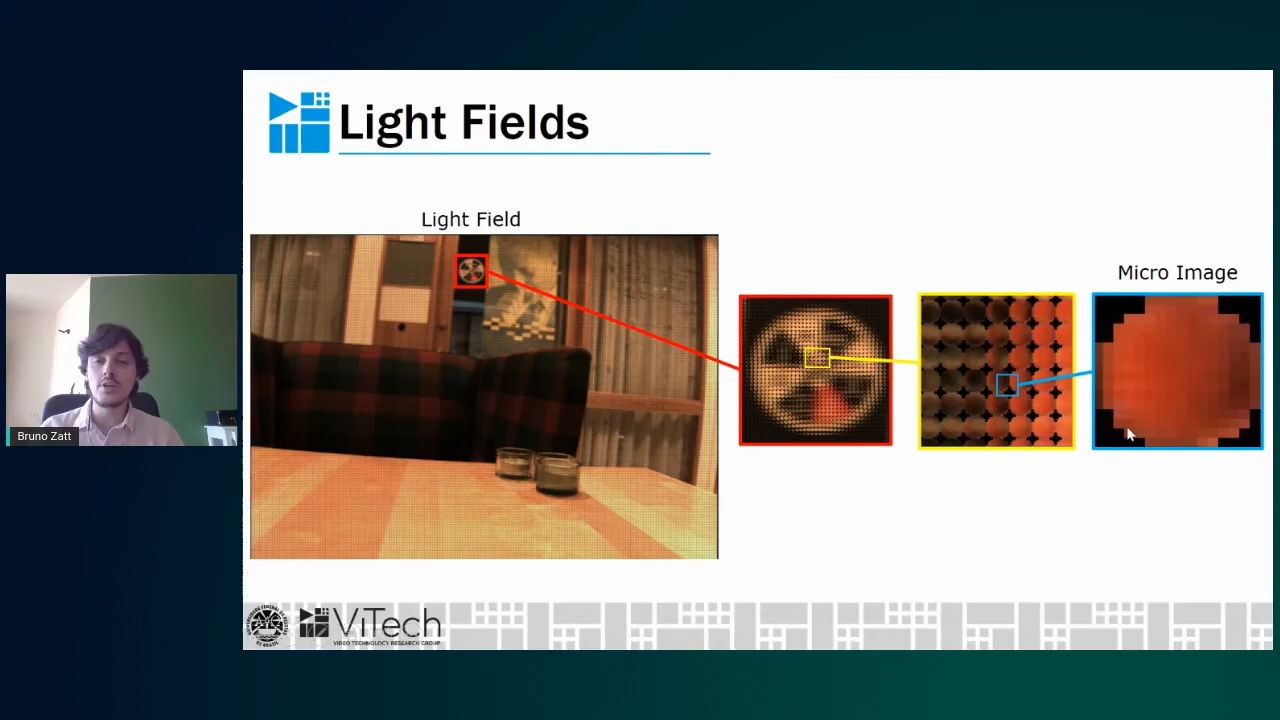 Light Fields
Light Field
Micro Image
Bruno Zatt
ViTech
VIDEO TECHNOLOGY RESEARCH GROUP